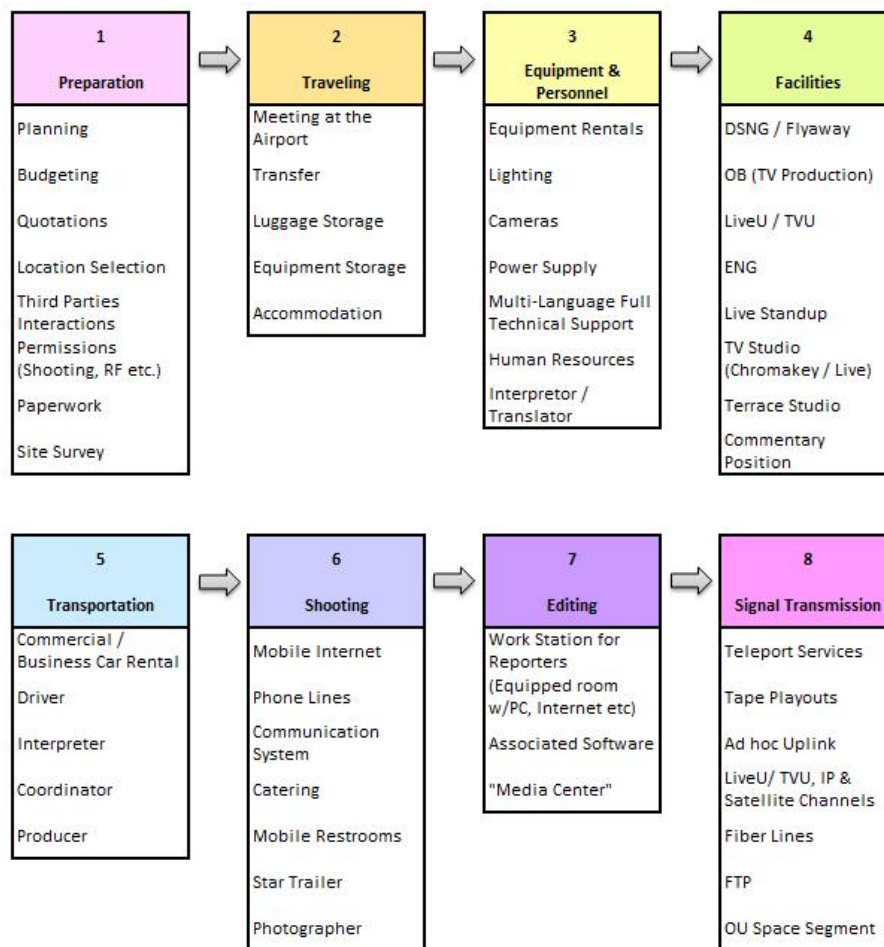 1
Preparation
Planning
Budgeting
Quotations
Location Selection
Third Parties
Interactions
Permissions
(Shooting, RF etc.)
Paperwork
Site Survey
2
Traveling
Meeting at the
Airport
Transfer
Luggage Storage
Equipment Storage
Accommodation
3
Equipment &
Personnel
Equipment Rentals
Lighting
Cameras
Power Supply
Multi-Language Full
Technical Support
Human Resources
Interpretor /
Translator
4
Facilities
DSNG / Flyaway
OB (TV Production)
LiveU / TVU
ENG
Live Standup
TV Studio
(Chromakey / Live)
Terrace Studio
Commentary
Position
5
Transportation
Commercial /
Business Car Rental
Driver
Interpreter
Coordinator
Producer
6
Shooting
Mobile Internet
Phone Lines
Communication
System
Catering
Mobile Restrooms
Star Trailer
Photographer
7
Editing
Work Station for
Reporters
(Equipped room
w/PC, Internet etc)
Associated Software
"Media Center"
8
Signal Transmission
Teleport Services
Tape Playouts
Ad hoc Uplink
LiveU/ TVU, IP &
Satellite Channels
Fiber Lines
FTP
OU Space Segment